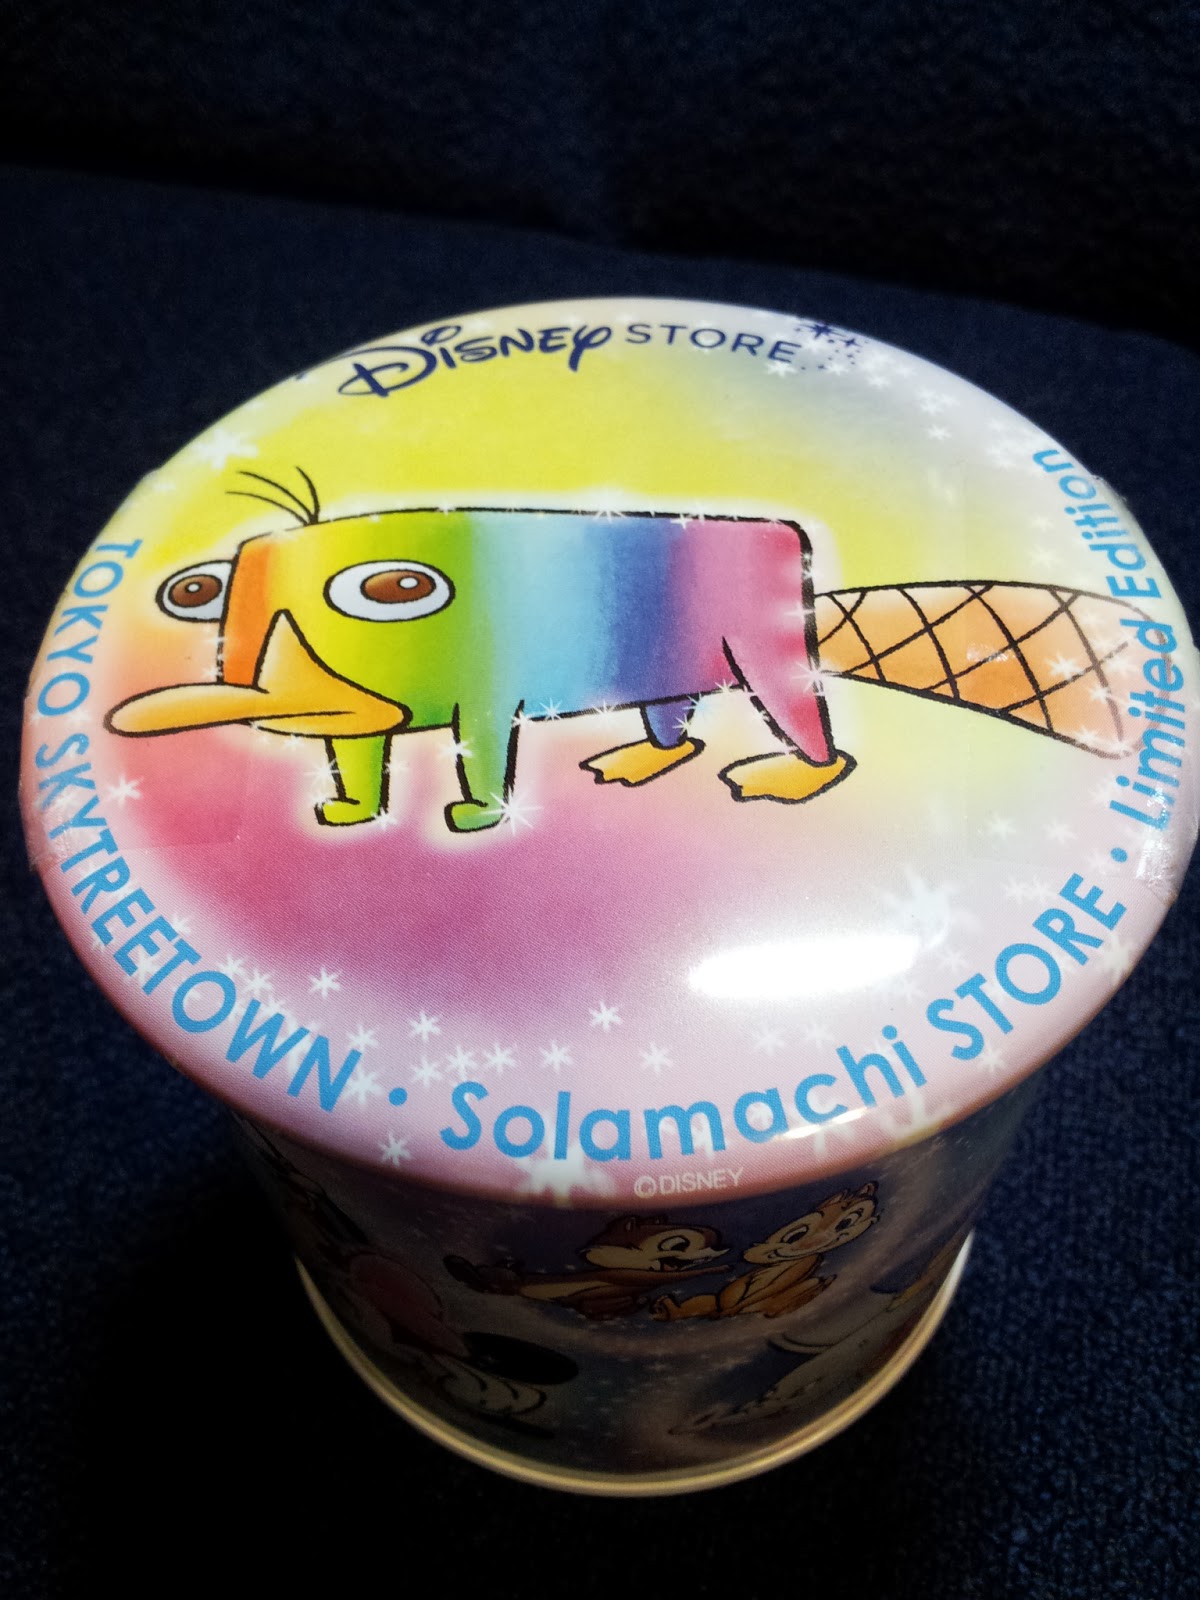 Disney STORE
TOKYO SKYTREETOWN · Solamachi STORE · Limited Edition
©DISNEY